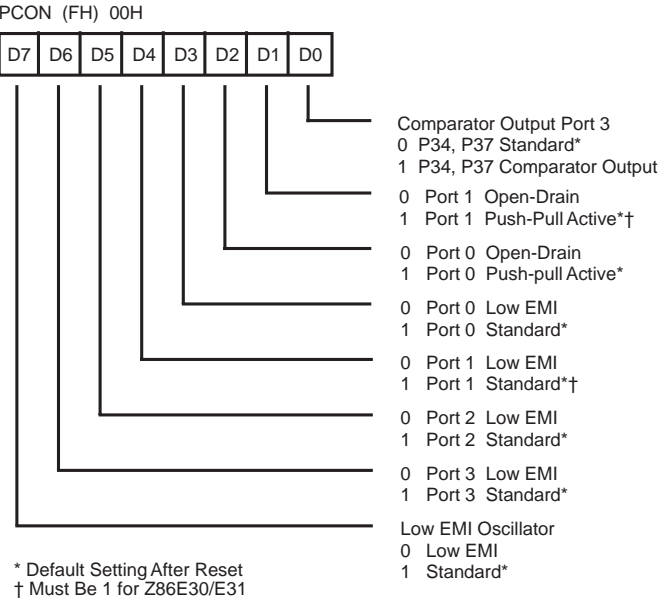 PCON (FH) 00H
D7 D6 D5 D4 D3 D2 D1 D0
Comparator Output Port 3
0 P34, P37 Standard*
1 P34, P37 Comparator Output
0 Port 1 Open-Drain
1 Port 1 Push-Pull Active*†
0 Port 0 Open-Drain
1 Port 0 Push-pull Active*
0 Port 0 Low EMI
1 Port 0 Standard*
0 Port 1 Low EMI
1 Port 1 Standard*†
0 Port 2 Low EMI
1 Port 2 Standard*
0 Port 3 Low EMI
1 Port 3 Standard*
Low EMI Oscillator
0 Low EMI
1 Standard*
* Default Setting After Reset
† Must Be 1 for Z86E30/E31